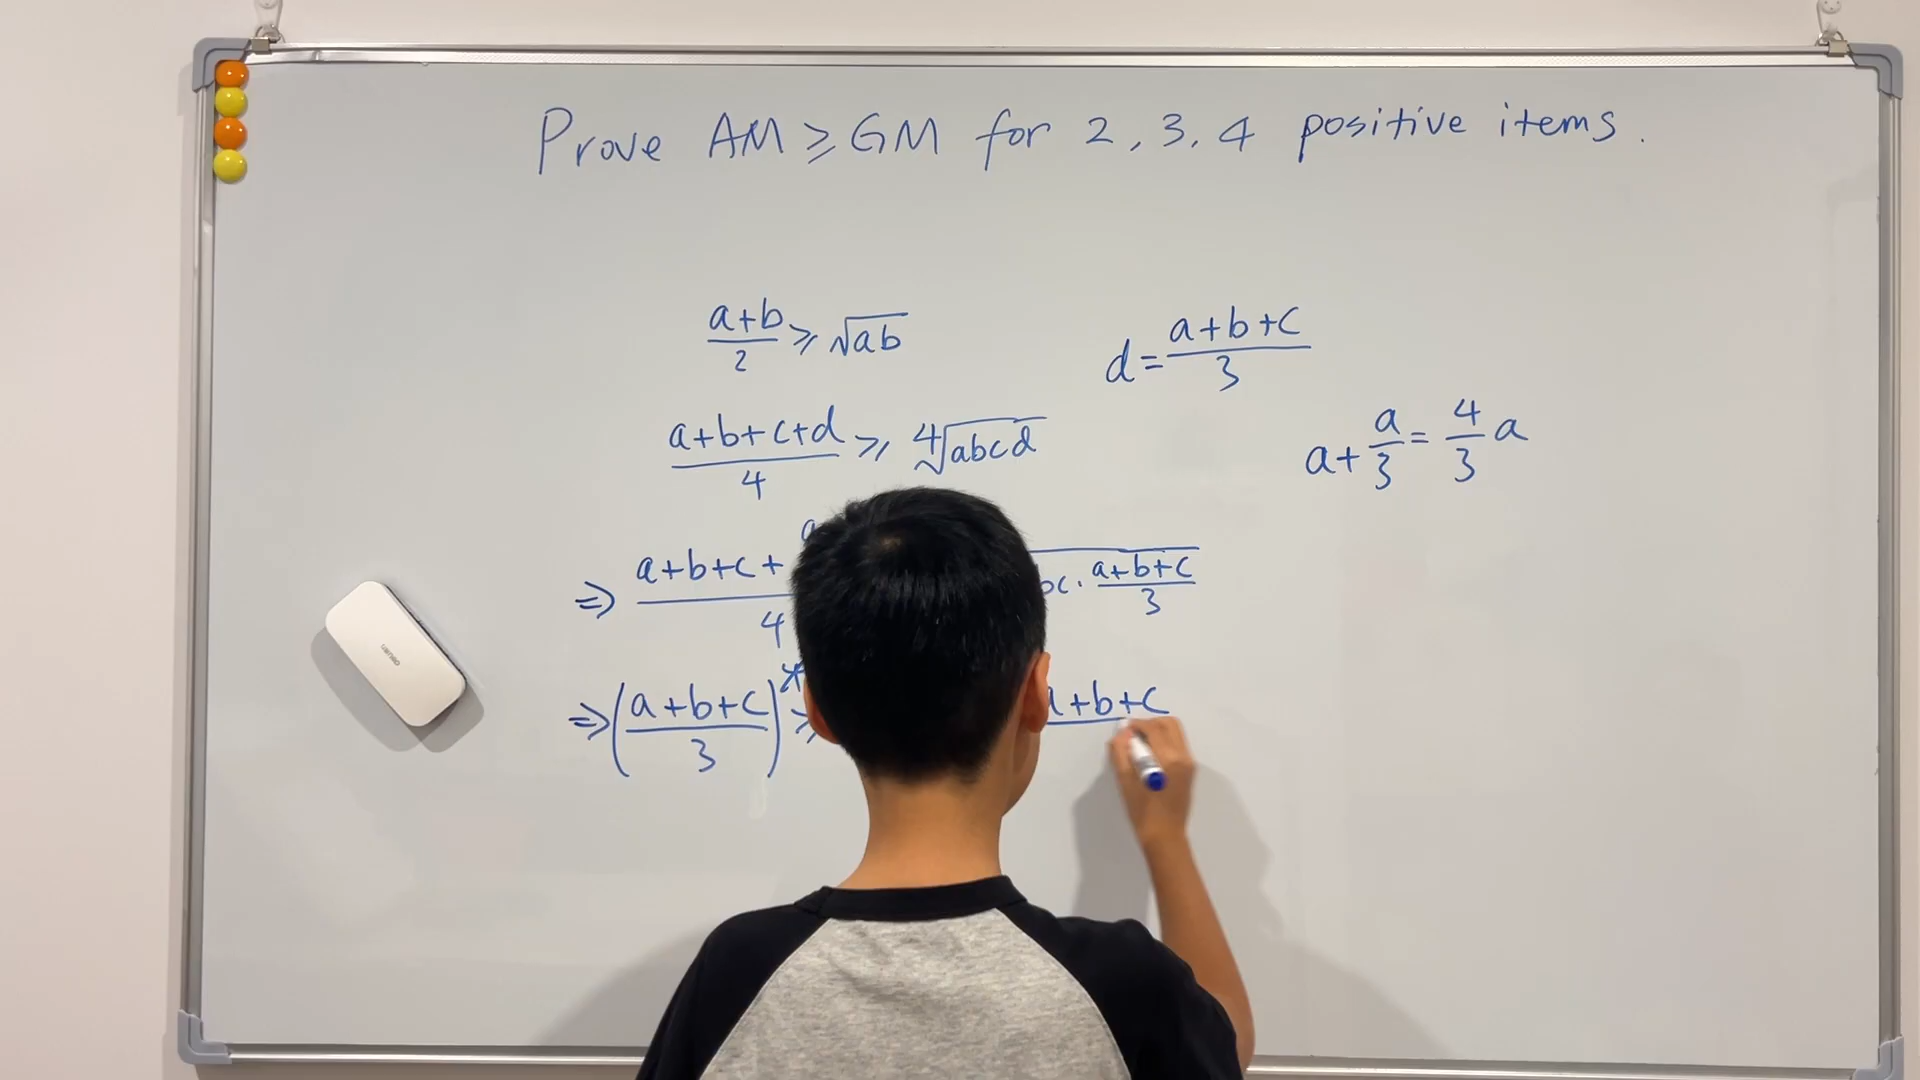 Prove AM ≥ GM for 2, 3, 4 positive items.
a+b/2 ≥ √ab
d = a+b+c/3
a+b+c+d/4 ≥ ∜abcd
a + a/3 = 4/3 a
⇒ a+b+c+ /4 c · a+b+c/3
⇒ (a+b+c/3) ≥ a+b+c